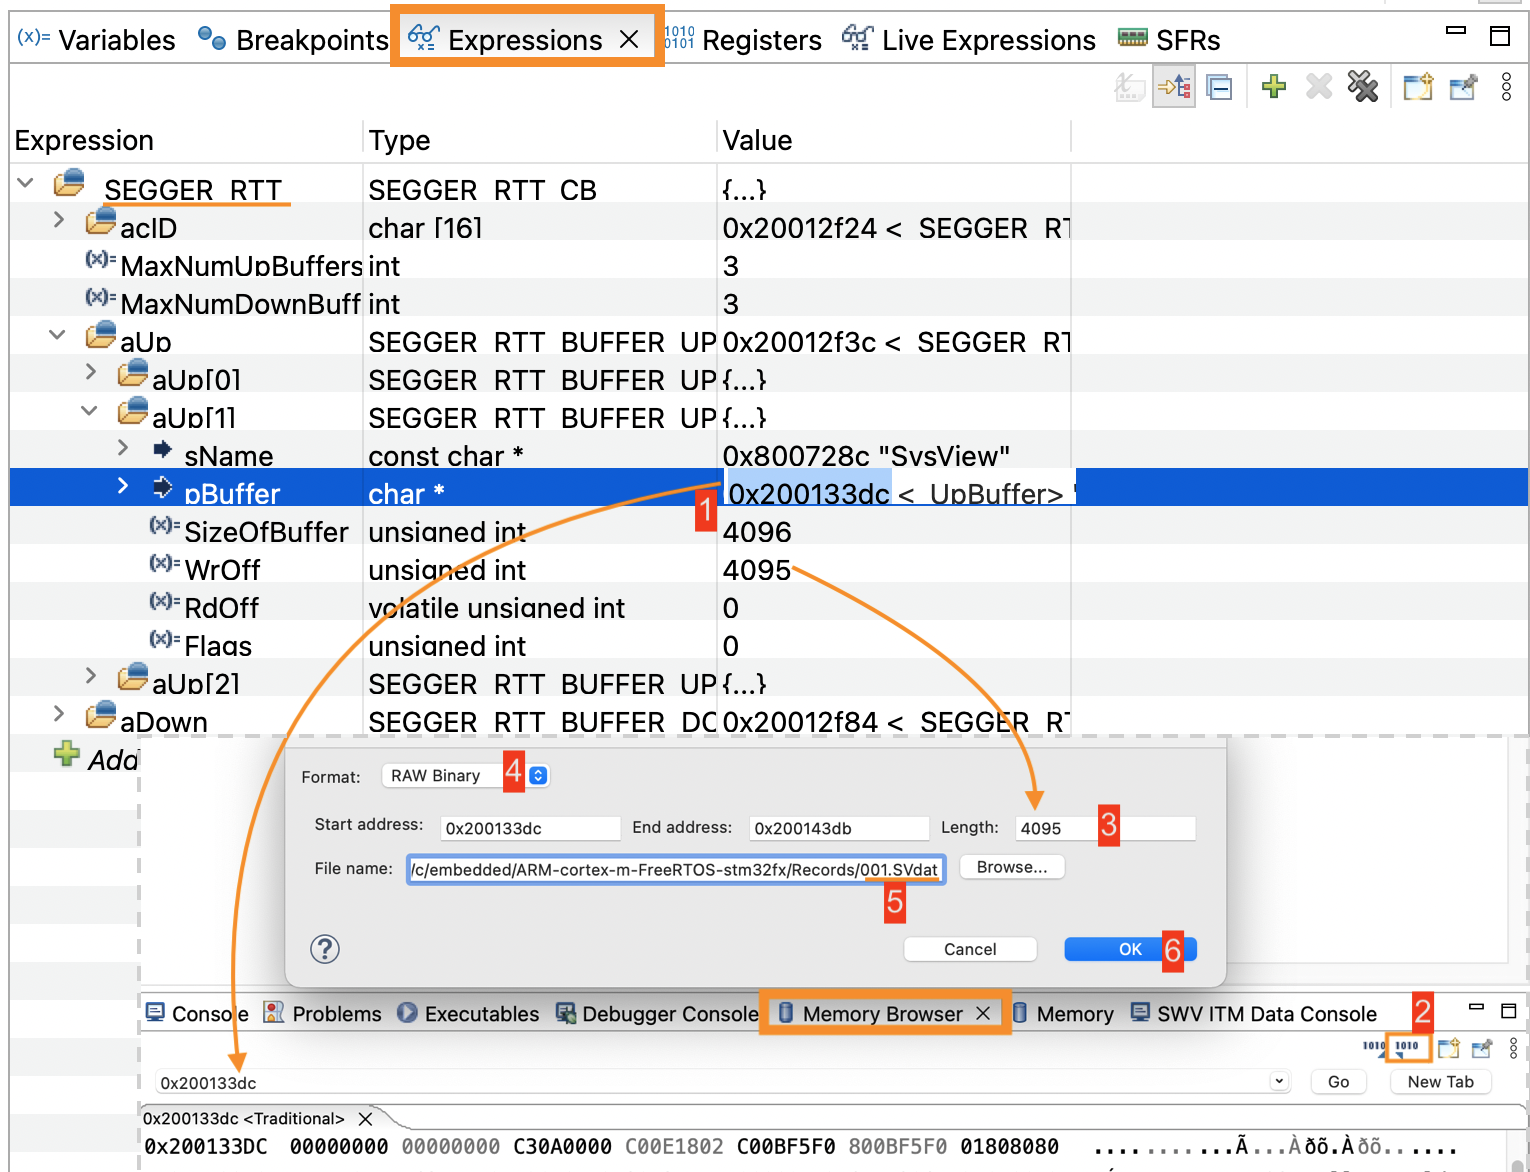 (x)= Variables Breakpoints Expressions Registers Live Expressions SFRs
Expression Type Value
SEGGER_RTT SEGGER_RTT_CB {...}
acID char [16] 0x20012f24 <_SEGGER_RT
(x)= MaxNumUpBuffers int 3
(x)= MaxNumDownBuff int 3
aUp SEGGER_RTT_BUFFER_UP 0x20012f3c <_SEGGER_RT
aUp[0] SEGGER_RTT_BUFFER_UP {...}
aUp[1] SEGGER_RTT_BUFFER_UP {...}
sName const char * 0x800728c "SysView"
pBuffer char * 0x200133dc <_UpBuffer> "
1
(x)= SizeOfBuffer unsigned int 4096
(x)= WrOff unsigned int 4095
(x)= RdOff volatile unsigned int 0
(x)= Flags unsigned int 0
aUp[2] SEGGER_RTT_BUFFER_UP {...}
aDown SEGGER_RTT_BUFFER_DO 0x20012f84 <_SEGGER_RT
Add
Format: RAW Binary 4
Start address: 0x200133dc End address: 0x200143db Length: 4095 3
File name: /c/embedded/ARM-cortex-m-FreeRTOS-stm32fx/Records/001.SVdat Browse...
5
? Cancel OK 6
Console Problems Executables Debugger Console Memory Browser Memory SWV ITM Data Console 2
1010 1010
0x200133dc Go New Tab
0x200133dc <Traditional>
0x200133DC 00000000 00000000 C30A0000 C00E1802 C00BF5F0 800BF5F0 01808080 ...........Ã...Àðõ.Àðõ.......